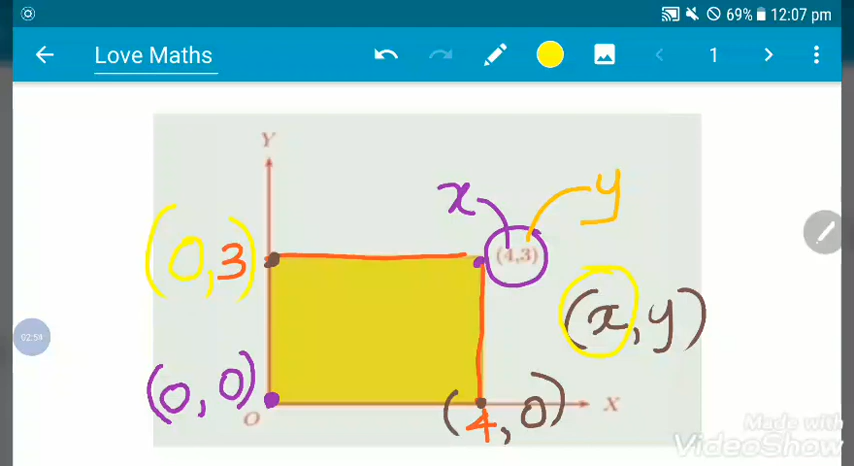 69% 12:07 pm
Love Maths
1
Y
x y
(0,3) (4,3)
(x,y)
02:54
(0,0)
O (4,0) X
Made with
VideoShow